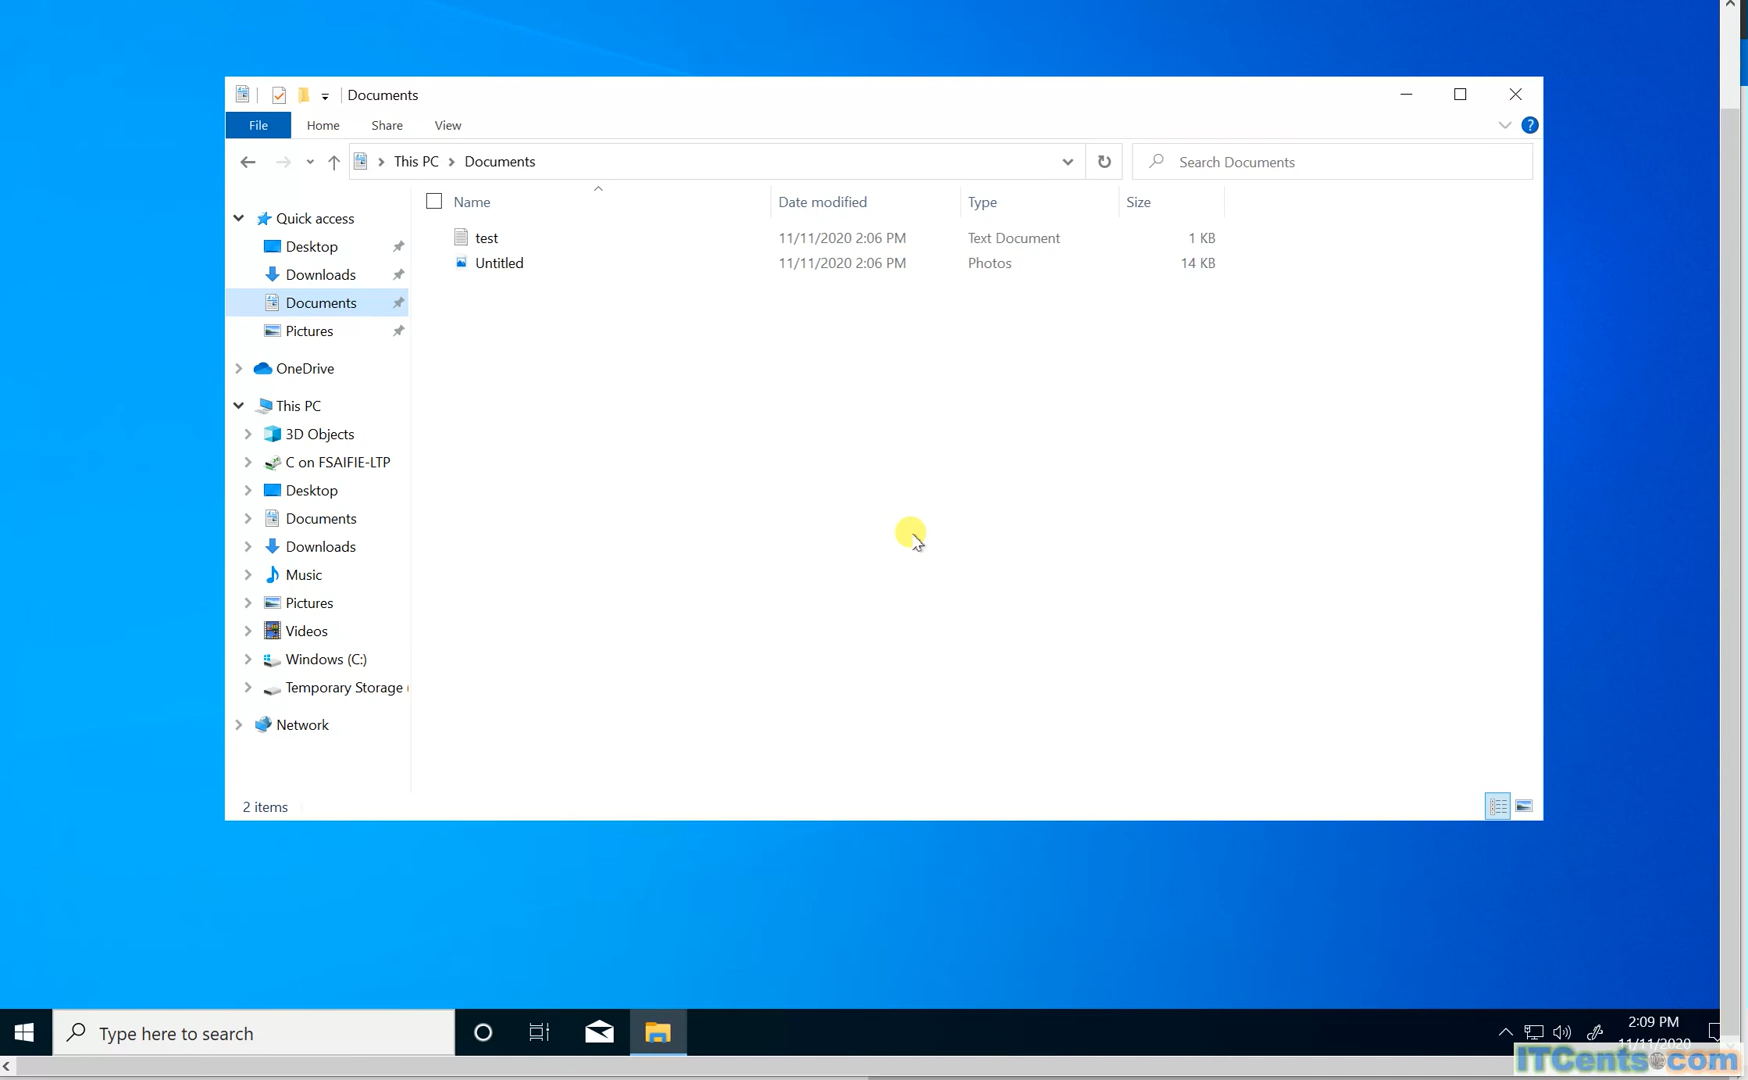 Documents
File Home Share View
This PC Documents
Search Documents
Name Date modified Type Size
test 11/11/2020 2:06 PM Text Document 1 KB
Untitled 11/11/2020 2:06 PM Photos 14 KB
Quick access
Desktop
Downloads
Documents
Pictures
OneDrive
This PC
3D Objects
C on FSAIFIE-LTP
Desktop
Documents
Downloads
Music
Pictures
Videos
Windows (C:)
Temporary Storage (
Network
2 items
Type here to search
2:09 PM
11/11/2020
ITCents.com